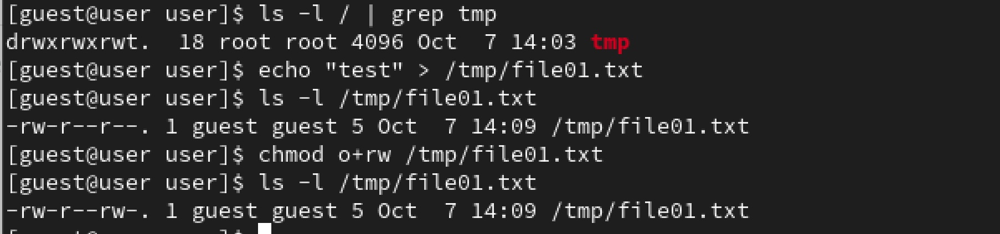 [guest@user user]$ ls -l / | grep tmp
drwxrwxrwt.  18 root root 4096 Oct  7 14:03 tmp
[guest@user user]$ echo "test" > /tmp/file01.txt
[guest@user user]$ ls -l /tmp/file01.txt
-rw-r--r--. 1 guest guest 5 Oct  7 14:09 /tmp/file01.txt
[guest@user user]$ chmod o+rw /tmp/file01.txt
[guest@user user]$ ls -l /tmp/file01.txt
-rw-r--rw-. 1 guest guest 5 Oct  7 14:09 /tmp/file01.txt